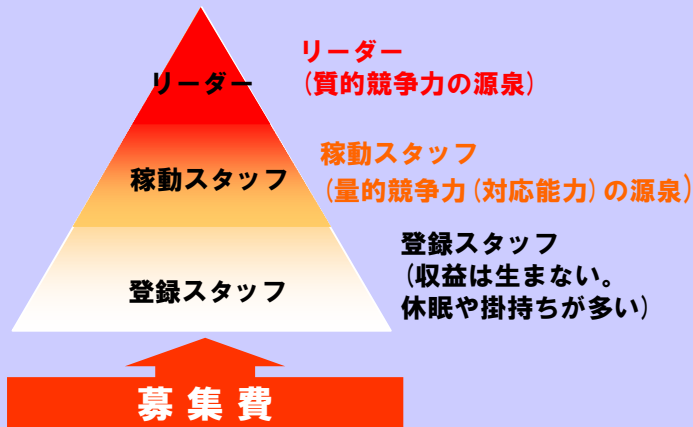 リーダー
リーダー
(質的競争力の源泉)
稼動スタッフ
稼動スタッフ
(量的競争力(対応能力)の源泉)
登録スタッフ
登録スタッフ
(収益は生まない。
休眠や掛持ちが多い)
募集費